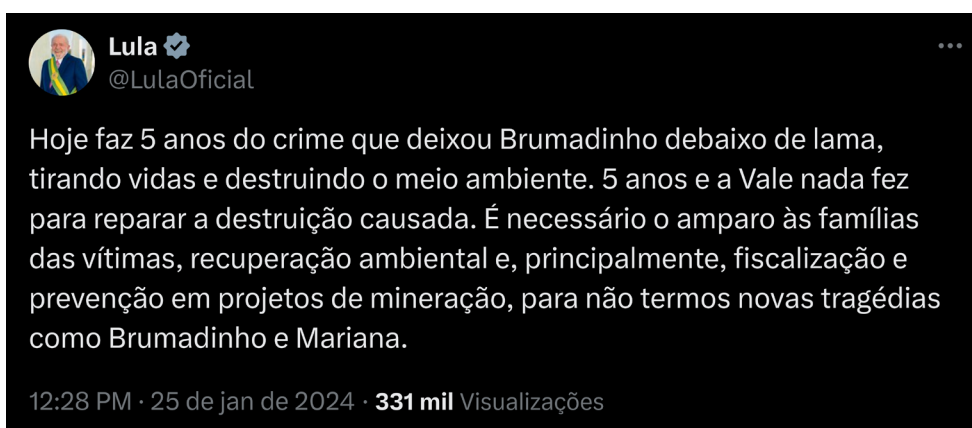 Lula
@LulaOficial
Hoje faz 5 anos do crime que deixou Brumadinho debaixo de lama,
tirando vidas e destruindo o meio ambiente. 5 anos e a Vale nada fez
para reparar a destruição causada. É necessário o amparo às famílias
das vítimas, recuperação ambiental e, principalmente, fiscalização e
prevenção em projetos de mineração, para não termos novas tragédias
como Brumadinho e Mariana.
12:28 PM · 25 de jan de 2024 · 331 mil Visualizações